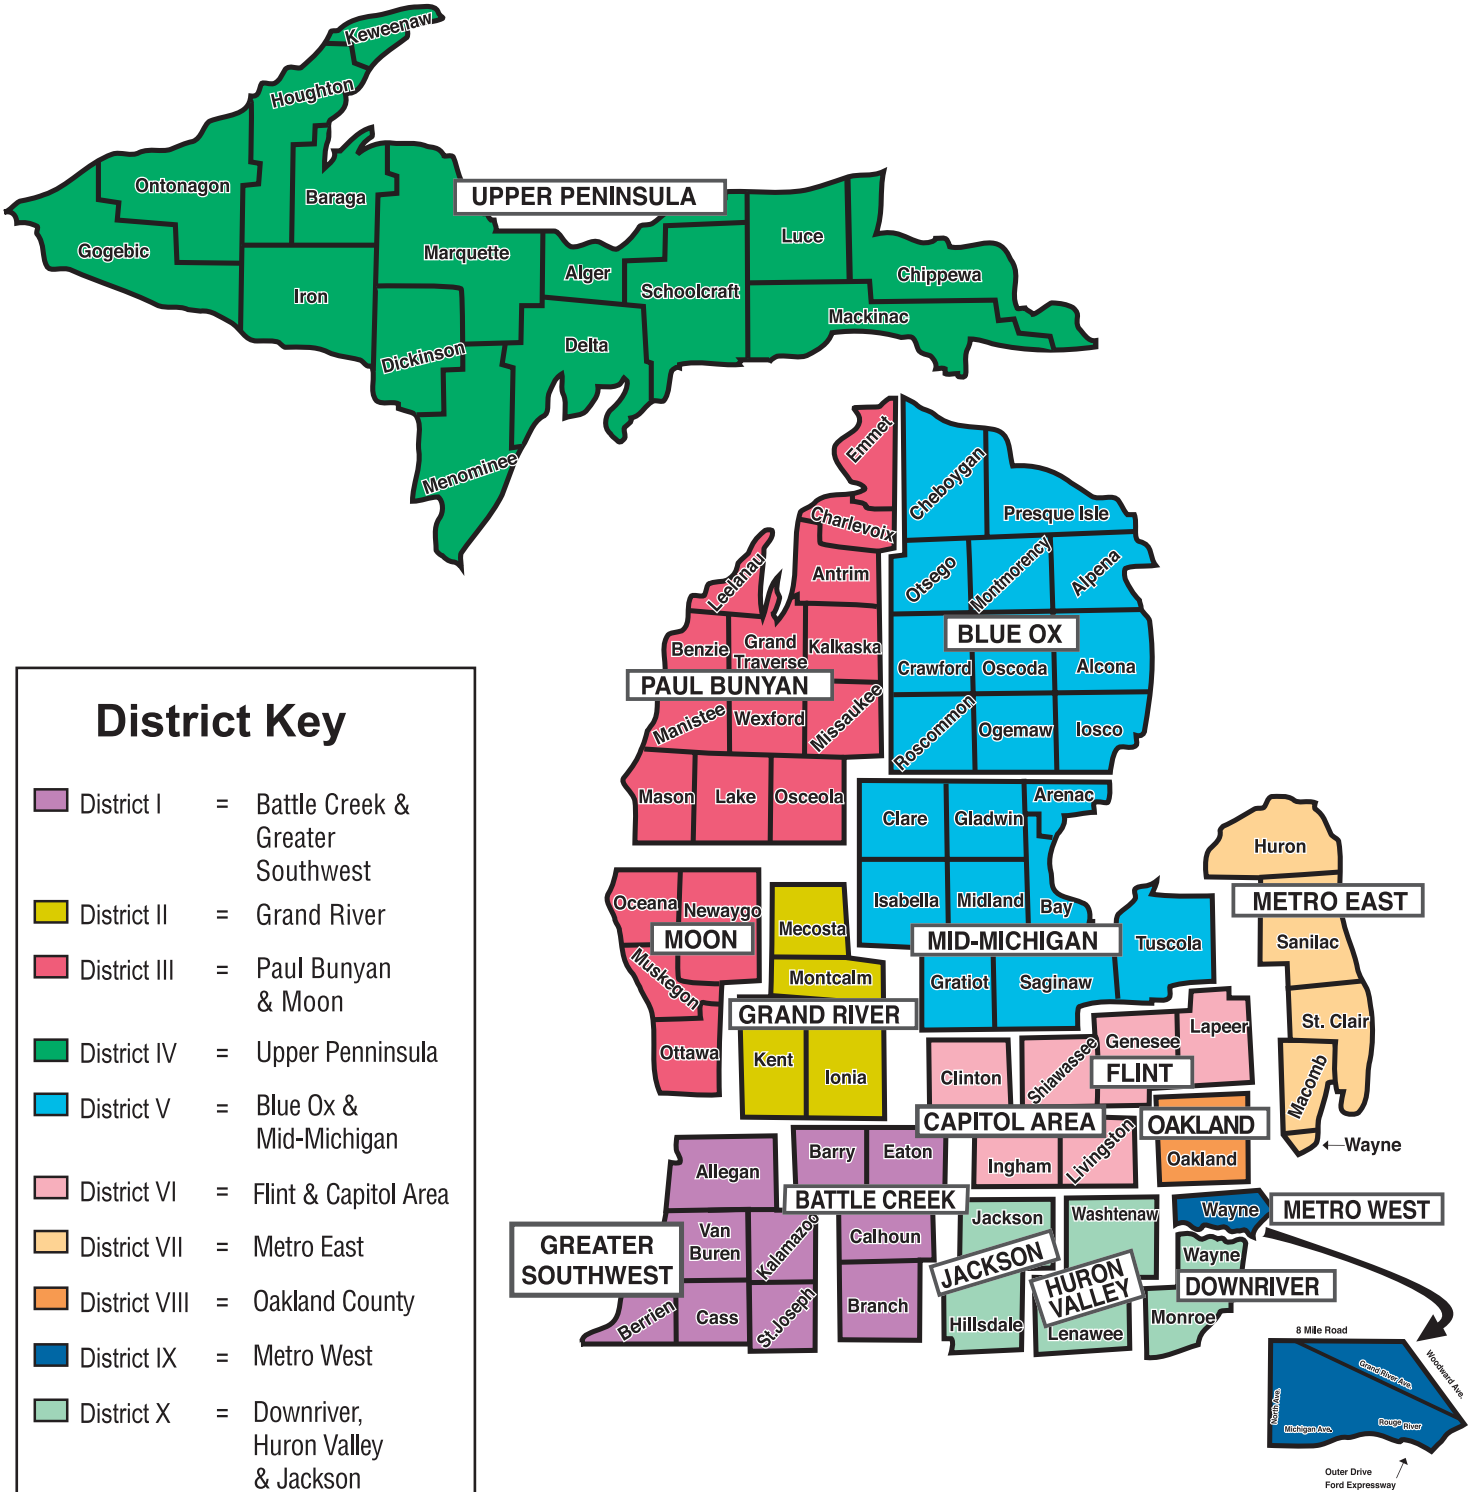 Keweenaw
Houghton
Ontonagon
Baraga
UPPER PENINSULA
Gogebic
Marquette
Luce
Iron
Alger
Schoolcraft
Chippewa
Mackinac
Dickinson
Delta
Menominee
Emmet
Cheboygan
Charlevoix
Presque Isle
Leelanau
Antrim
Otsego
Montmorency
Alpena
BLUE OX
Benzie
Grand
Traverse
Kalkaska
Crawford
Oscoda
Alcona
PAUL BUNYAN
Manistee
Wexford
Missaukee
Roscommon
Ogemaw
Iosco
Mason
Lake
Osceola
Arenac
Clare
Gladwin
Huron
Isabella
Midland
Bay
METRO EAST
Oceana
Newaygo
Mecosta
MOON
MID-MICHIGAN
Tuscola
Sanilac
Muskegon
Montcalm
Gratiot
Saginaw
GRAND RIVER
Lapeer
St. Clair
Ottawa
Kent
Ionia
Clinton
Shiawassee
Genesee
FLINT
Macomb
CAPITOL AREA
OAKLAND
Wayne
Barry
Eaton
Ingham
Livingston
Oakland
Allegan
BATTLE CREEK
Jackson
Washtenaw
Wayne
METRO WEST
Van
Buren
Kalamazoo
Calhoun
GREATER
SOUTHWEST
JACKSON
HURON
VALLEY
Wayne
DOWNRIVER
Berrien
Cass
St.Joseph
Branch
Hillsdale
Lenawee
Monroe
8 Mile Road
Woodward Ave.
Grand River Ave.
North Ave.
Michigan Ave.
Rouge River
Outer Drive
Ford Expressway
District Key
District I = Battle Creek &
Greater
Southwest
District II = Grand River
District III = Paul Bunyan
& Moon
District IV = Upper Penninsula
District V = Blue Ox &
Mid-Michigan
District VI = Flint & Capitol Area
District VII = Metro East
District VIII = Oakland County
District IX = Metro West
District X = Downriver,
Huron Valley
& Jackson